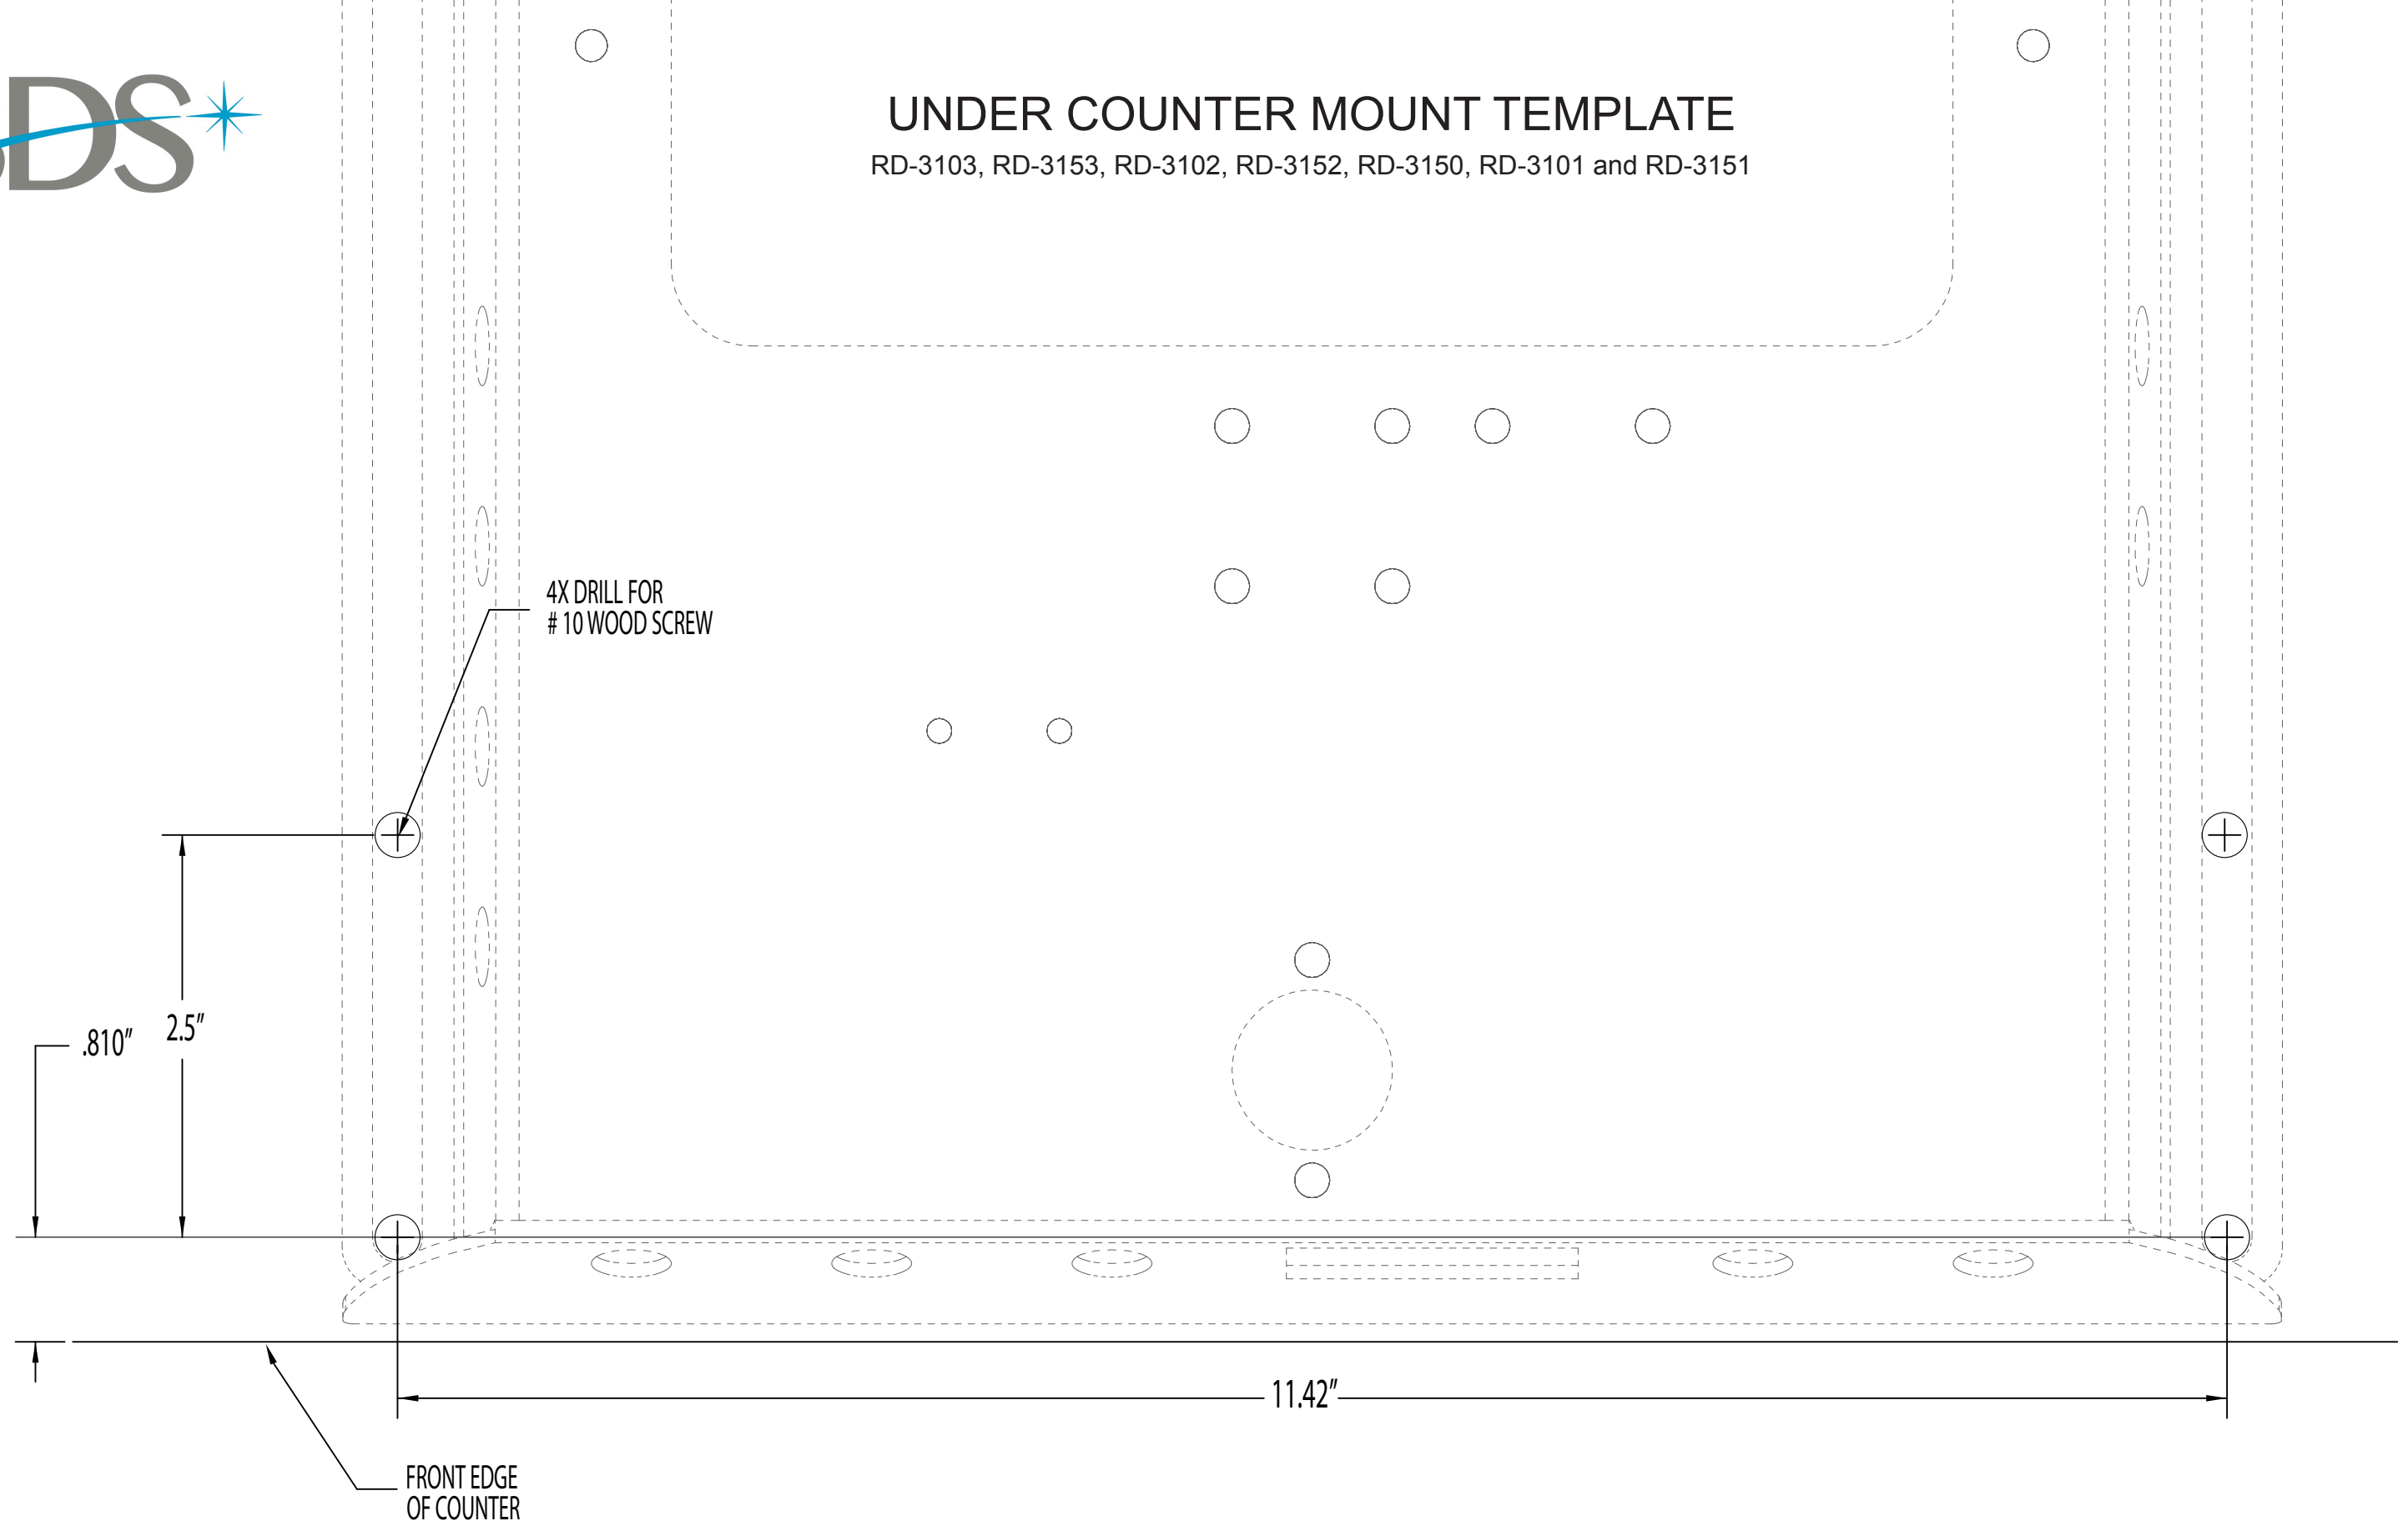 DS
UNDER COUNTER MOUNT TEMPLATE
RD-3103, RD-3153, RD-3102, RD-3152, RD-3150, RD-3101 and RD-3151
4X DRILL FOR
# 10 WOOD SCREW
2.5"
.810"
11.42"
FRONT EDGE
OF COUNTER